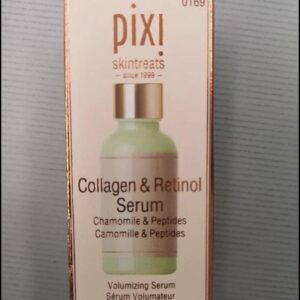 0169
pixi
skintreats
– since 1999 –
Collagen & Retinol
Serum
Chamomile & Peptides
Camomille & Peptides
Volumizing Serum
Sérum Volumateur